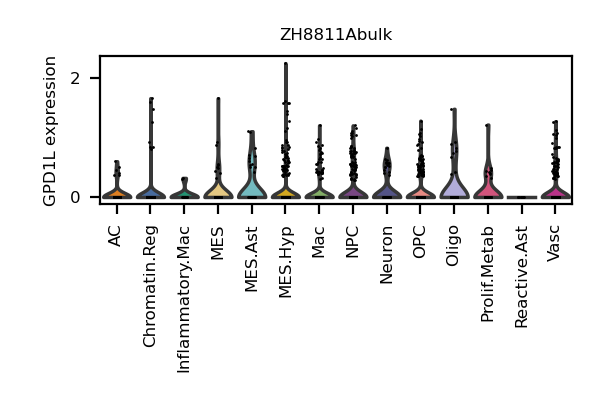 ZH8811Abulk
GPD1L expression
2
0
AC
Chromatin.Reg
Inflammatory.Mac
MES
MES.Ast
MES.Hyp
Mac
NPC
Neuron
OPC
Oligo
Prolif.Metab
Reactive.Ast
Vasc